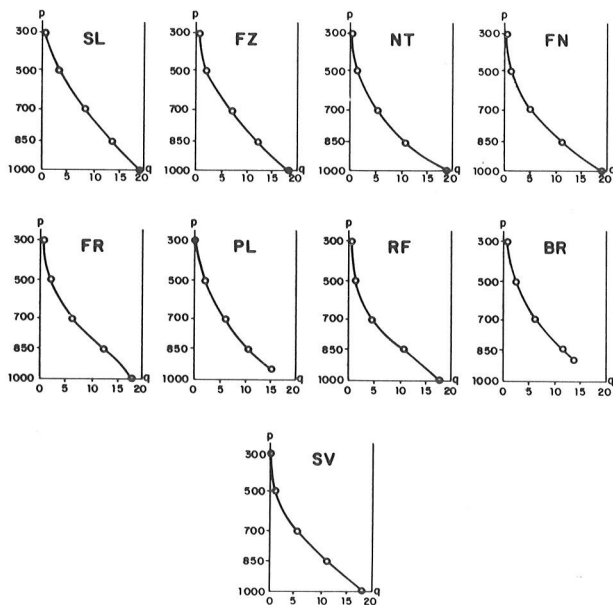 p p p p
300 SL 300 FZ 300 NT 300 FN
500 500 500 500
700 700 700 700
850 850 850 850
1000 q 1000 q 1000 q 1000 q
0 5 10 15 20 0 5 10 15 20 0 5 10 15 20 0 5 10 15 20
p p p p
300 FR 300 PL 300 RF 300 BR
500 500 500 500
700 700 700 700
850 850 850 850
1000 q 1000 q 1000 q 1000 q
0 5 10 15 20 0 5 10 15 20 0 5 10 15 20 0 5 10 15 20
p
300 SV
500
700
850
1000 q
0 5 10 15 20